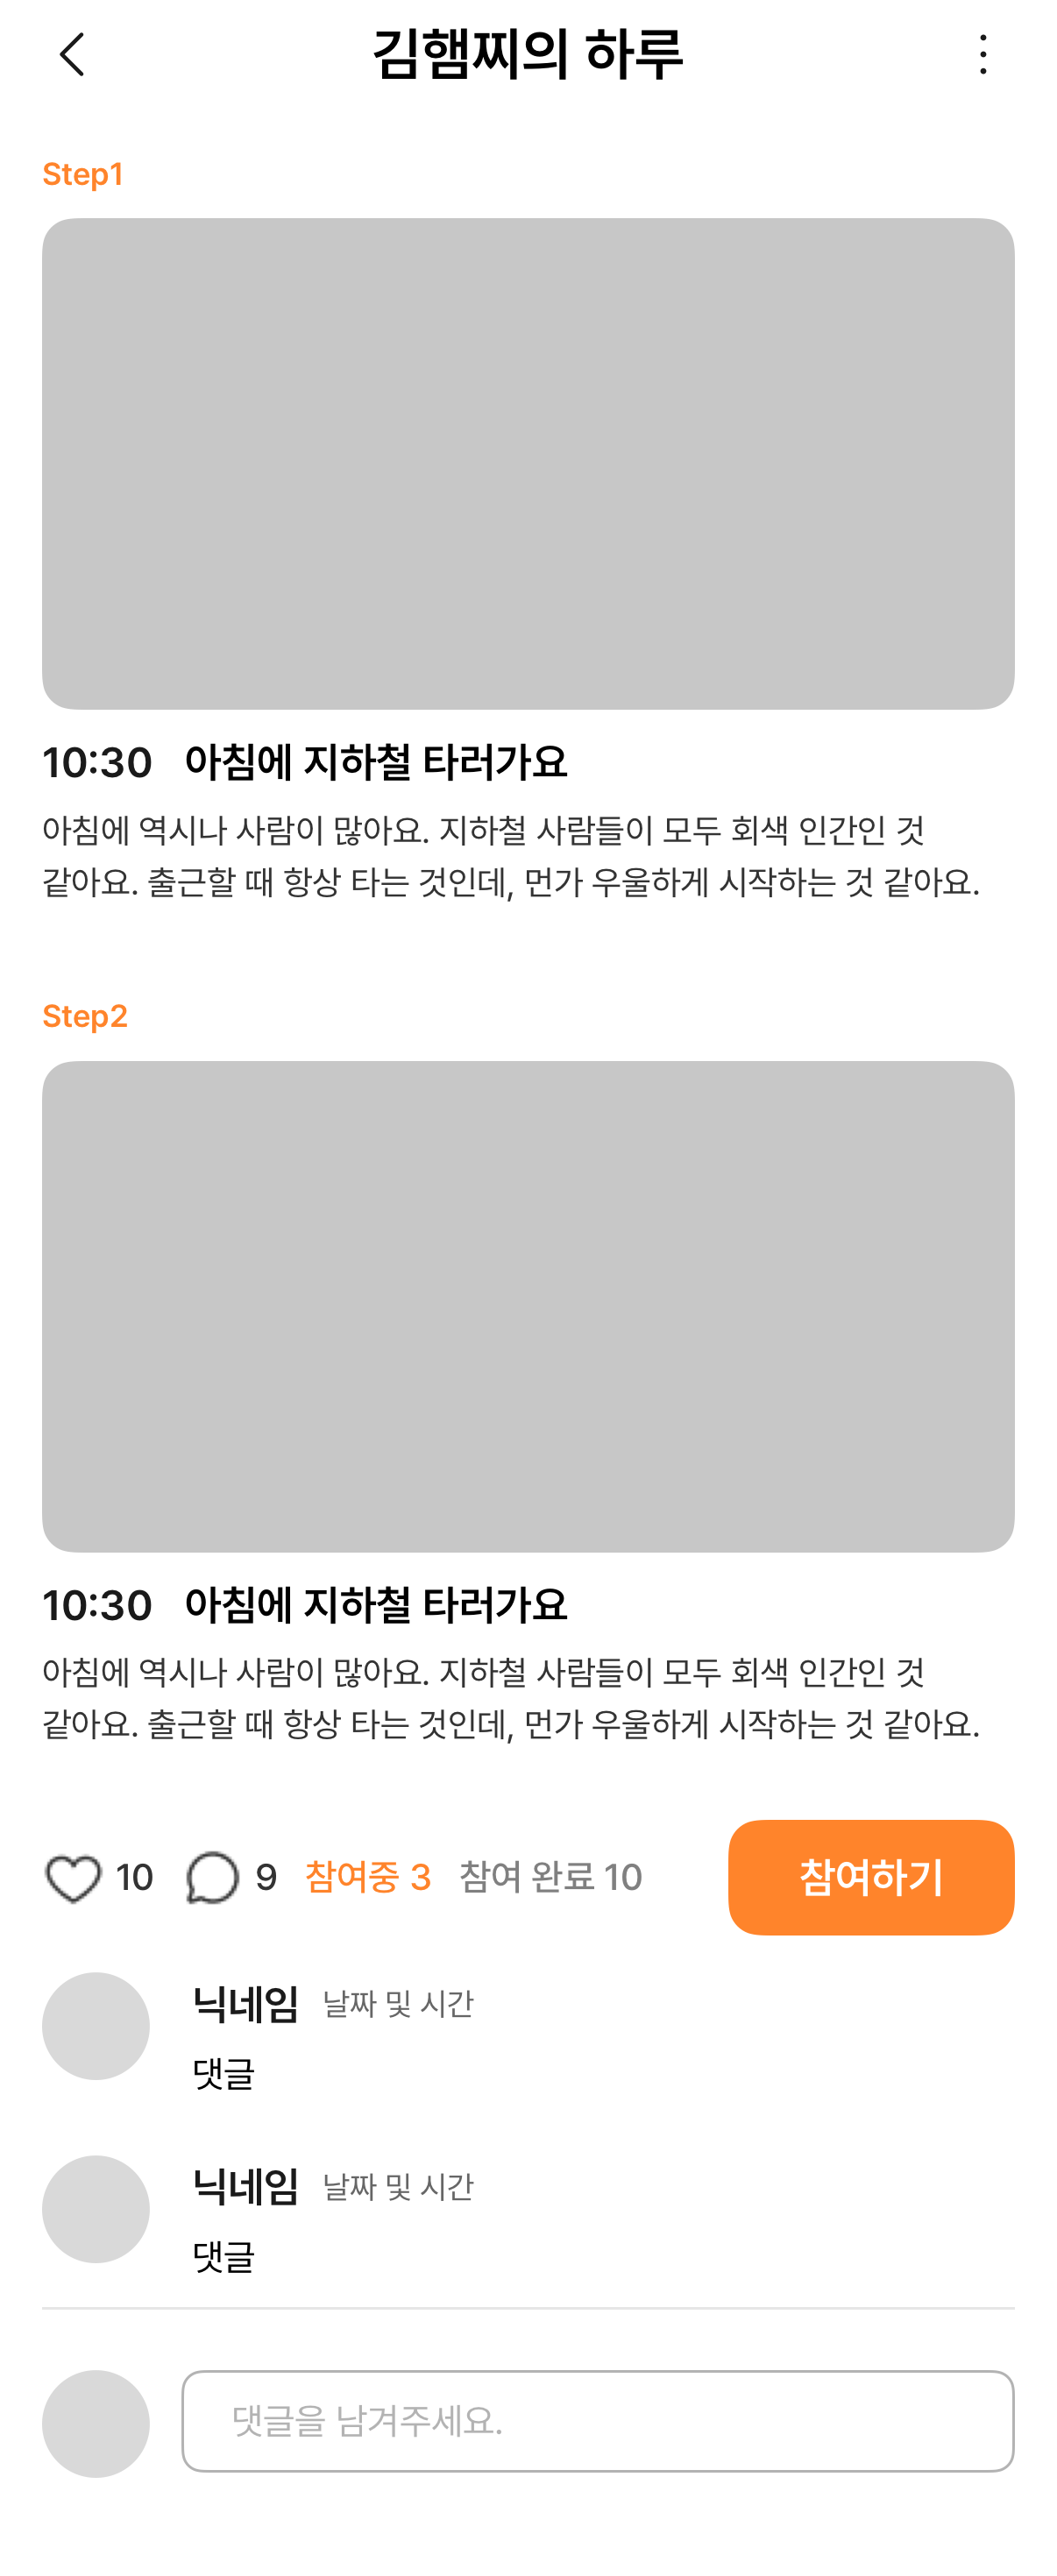 김햄찌의 하루
Step1
10:30 아침에 지하철 타러가요
아침에 역시나 사람이 많아요. 지하철 사람들이 모두 회색 인간인 것
같아요. 출근할 때 항상 타는 것인데, 먼가 우울하게 시작하는 것 같아요.
Step2
10:30 아침에 지하철 타러가요
아침에 역시나 사람이 많아요. 지하철 사람들이 모두 회색 인간인 것
같아요. 출근할 때 항상 타는 것인데, 먼가 우울하게 시작하는 것 같아요.
10 9 참여중 3 참여 완료 10 참여하기
닉네임 날짜 및 시간
댓글
닉네임 날짜 및 시간
댓글
댓글을 남겨주세요.